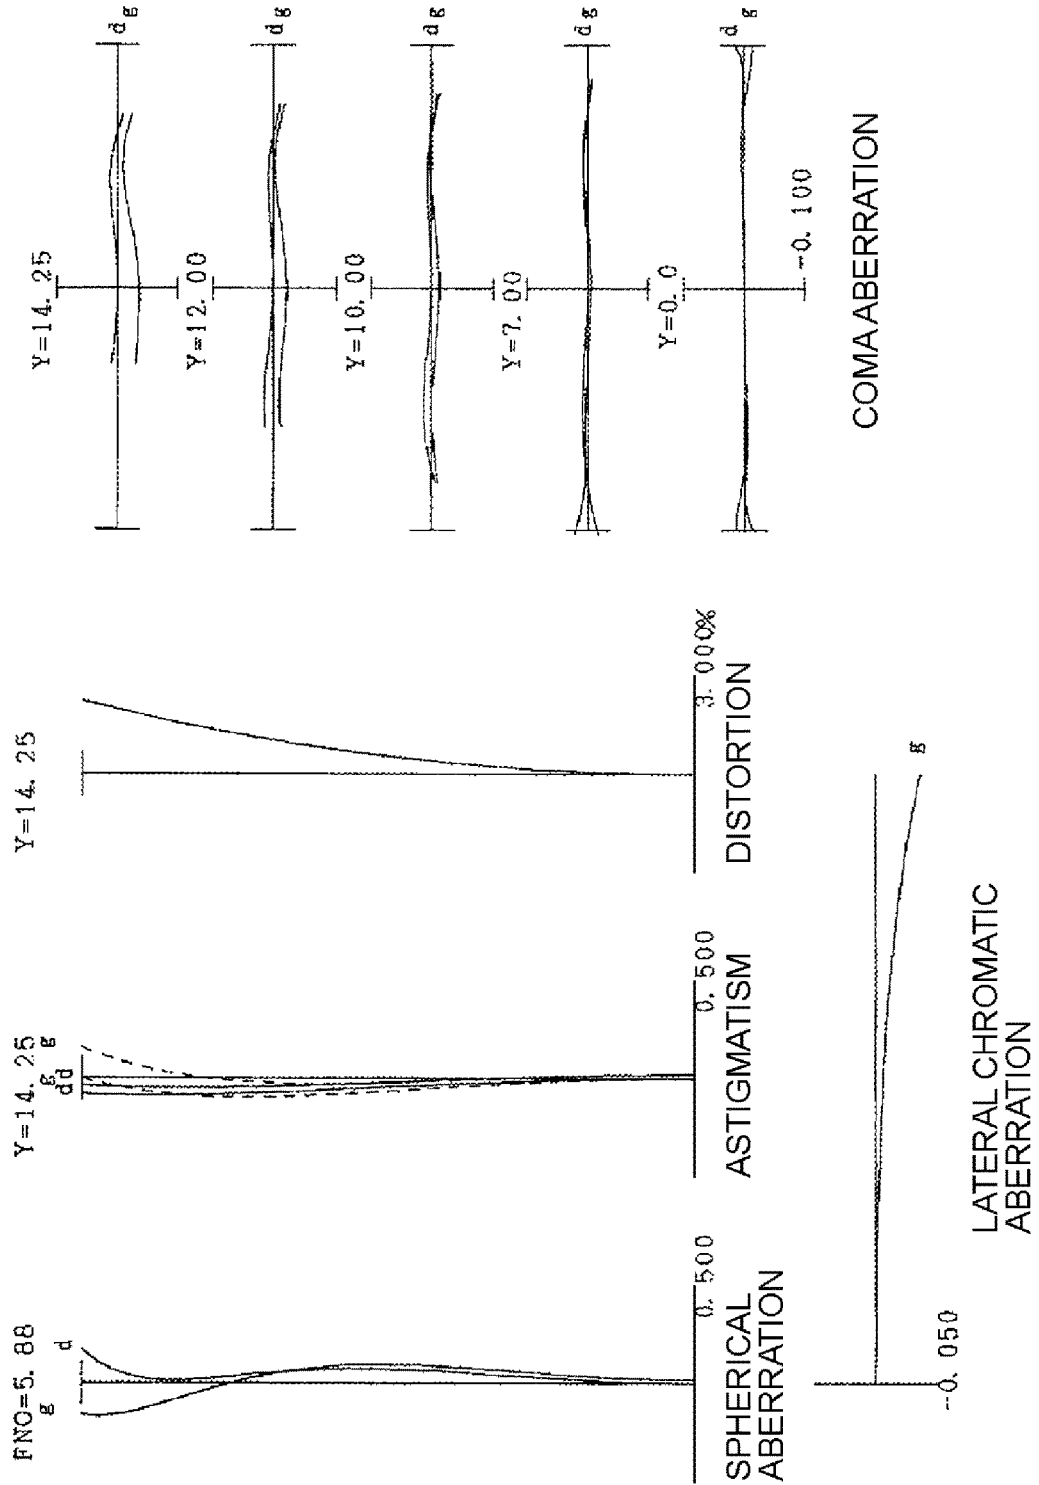 FNO=5. 88
g
d
0. 500
SPHERICAL
ABERRATION
Y=14. 25
g
g
d d
0. 500
ASTIGMATISM
Y=14. 25
3. 000%
DISTORTION
Y=14. 25
d g
Y=12. 00
d g
Y=10. 00
d g
Y=7. 00
d g
Y=0. 0
d g
-0. 100
COMA ABERRATION
g
-0. 050
LATERAL CHROMATIC
ABERRATION